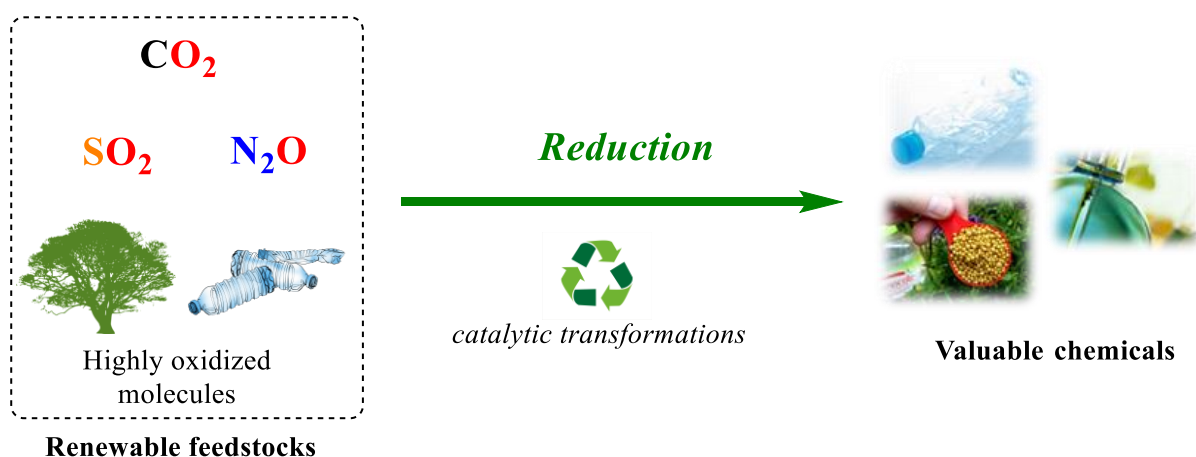 CO₂
SO₂ N₂O
Reduction
catalytic transformations
Highly oxidized
molecules
Valuable chemicals
Renewable feedstocks